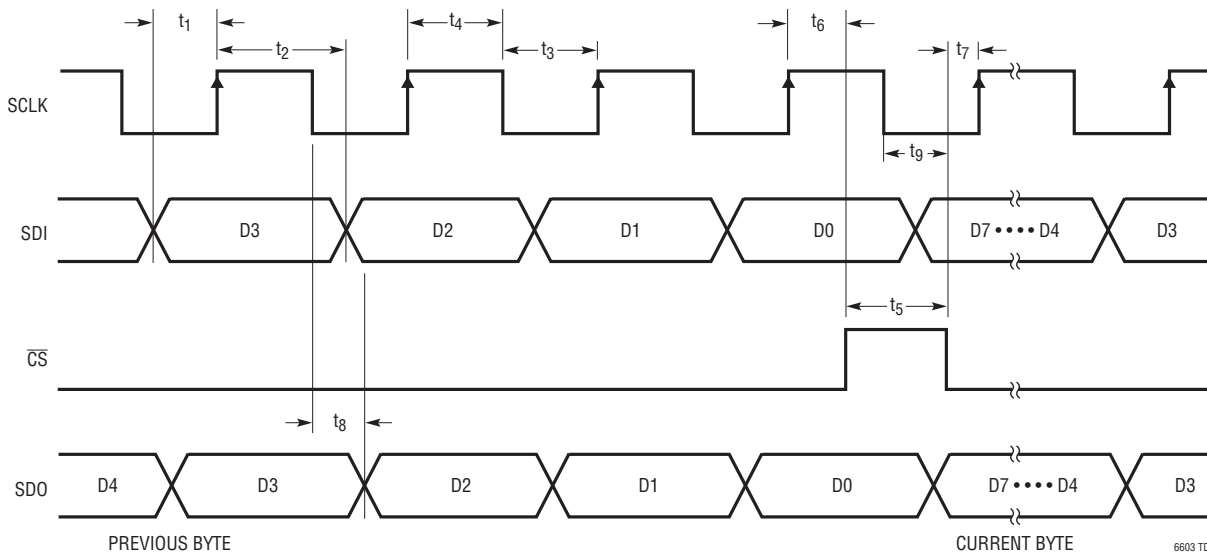 t1
t2
t4
t3
t6
t7
SCLK
t9
SDI D3 D2 D1 D0 D7 •••• D4 D3
t5
CS
t8
SDO D4 D3 D2 D1 D0 D7 •••• D4 D3
PREVIOUS BYTE CURRENT BYTE